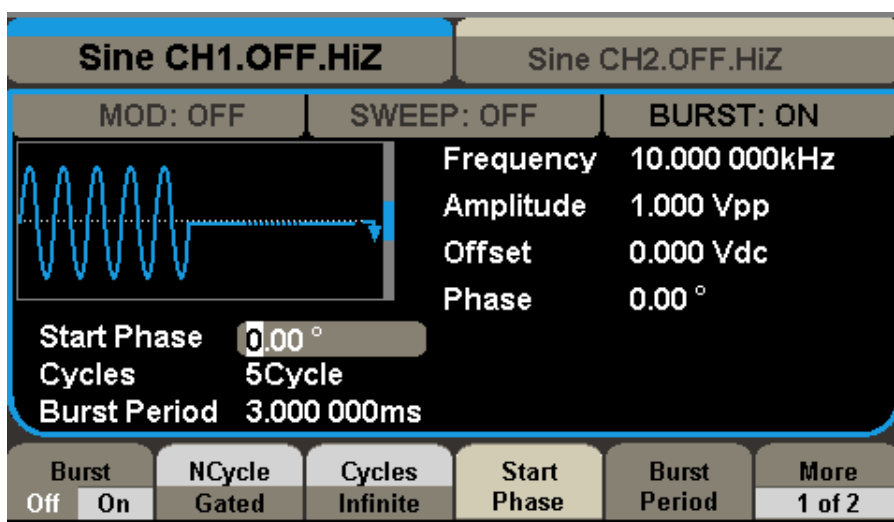 Sine CH1.OFF.HiZ
Sine CH2.OFF.HiZ
MOD: OFF
SWEEP: OFF
BURST: ON
Frequency 10.000 000kHz
Amplitude 1.000 Vpp
Offset 0.000 Vdc
Phase 0.00 °
Start Phase 0.00 °
Cycles 5Cycle
Burst Period 3.000 000ms
Burst
Off On
NCycle
Gated
Cycles
Infinite
Start
Phase
Burst
Period
More
1 of 2